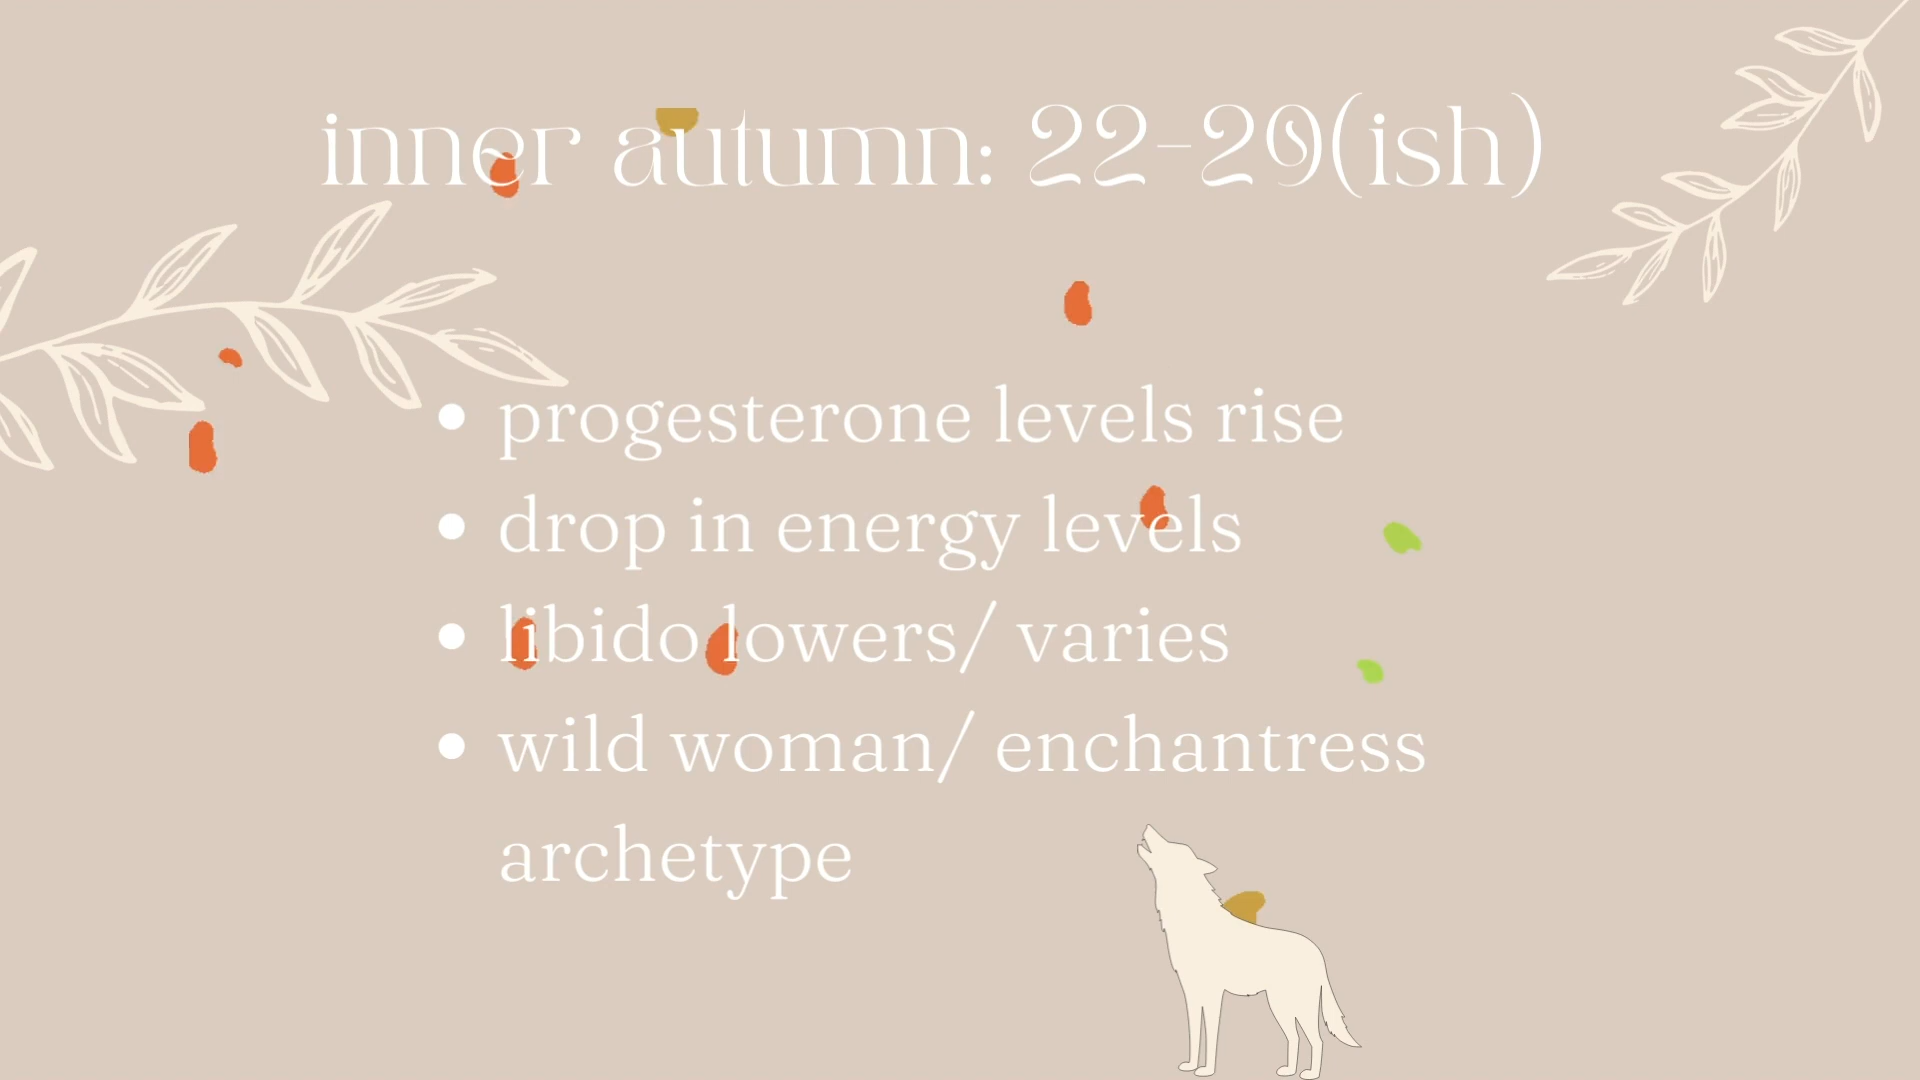 inner autumn: 22-29(ish)
• progesterone levels rise
• drop in energy levels
• libido lowers/ varies
• wild woman/ enchantress
archetype